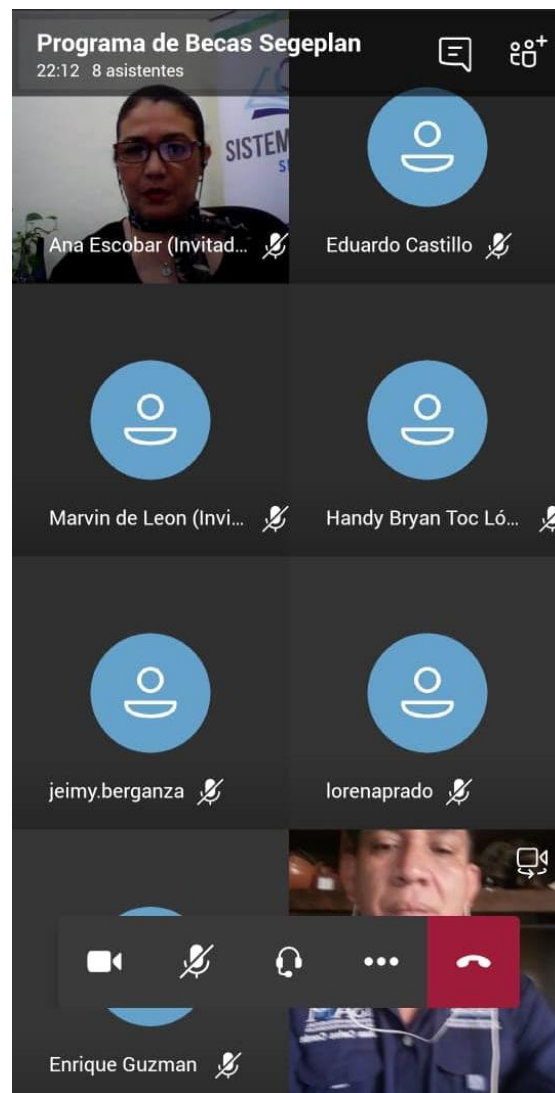 Programa de Becas Segeplan
22:12 8 asistentes
SISTEM
Ana Escobar (Invitad...
Eduardo Castillo
Marvin de Leon (Invi...
Handy Bryan Toc Ló...
jeimy.berganza
lorenaprado
Enrique Guzman